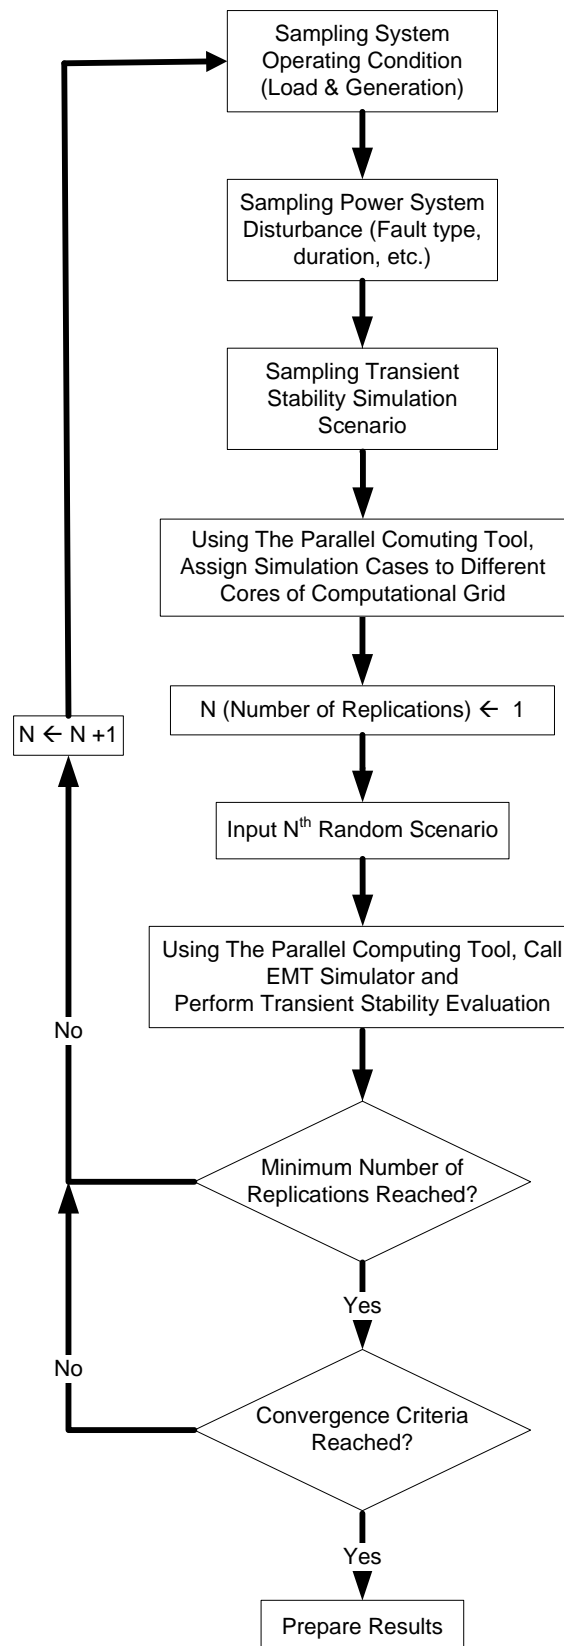 Sampling System
Operating Condition
(Load & Generation)
Sampling Power System
Disturbance (Fault type,
duration, etc.)
Sampling Transient
Stability Simulation
Scenario
Using The Parallel Comuting Tool,
Assign Simulation Cases to Different
Cores of Computational Grid
N (Number of Replications) ← 1
N ← N +1
Input Nth Random Scenario
Using The Parallel Computing Tool, Call
EMT Simulator and
Perform Transient Stability Evaluation
No
Minimum Number of
Replications Reached?
Yes
No
Convergence Criteria
Reached?
Yes
Prepare Results